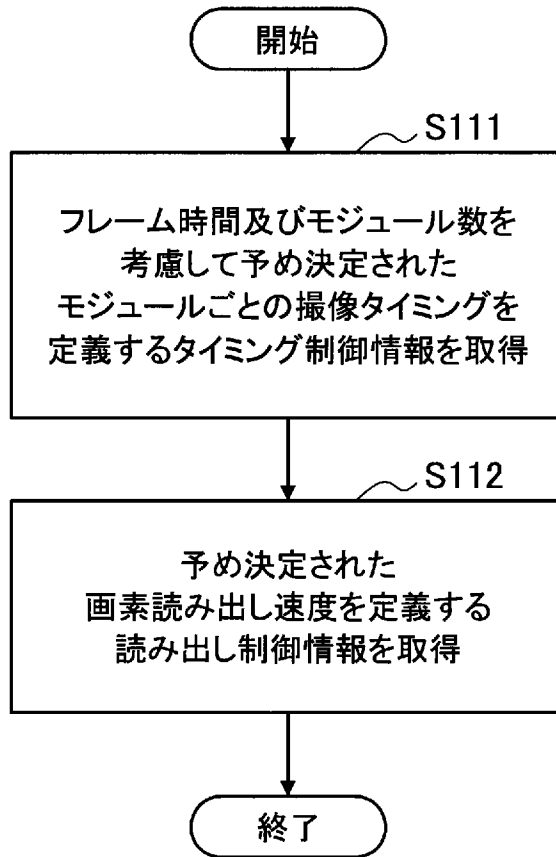 開始
S111
フレーム時間及びモジュール数を
考慮して予め決定された
モジュールごとの撮像タイミングを
定義するタイミング制御情報を取得
S112
予め決定された
画素読み出し速度を定義する
読み出し制御情報を取得
終了